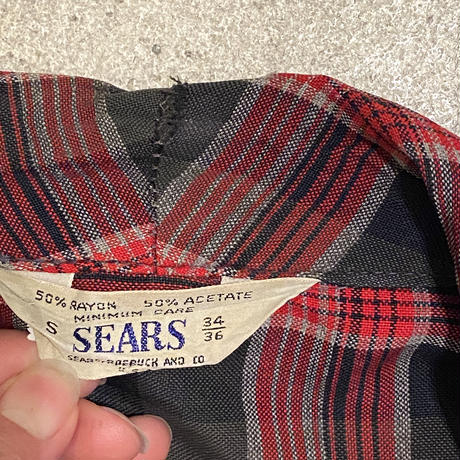 50% RAYON 50% ACETATE
MINIMUM CARE
S SEARS 34/36
SEARS, ROEBUCK AND CO